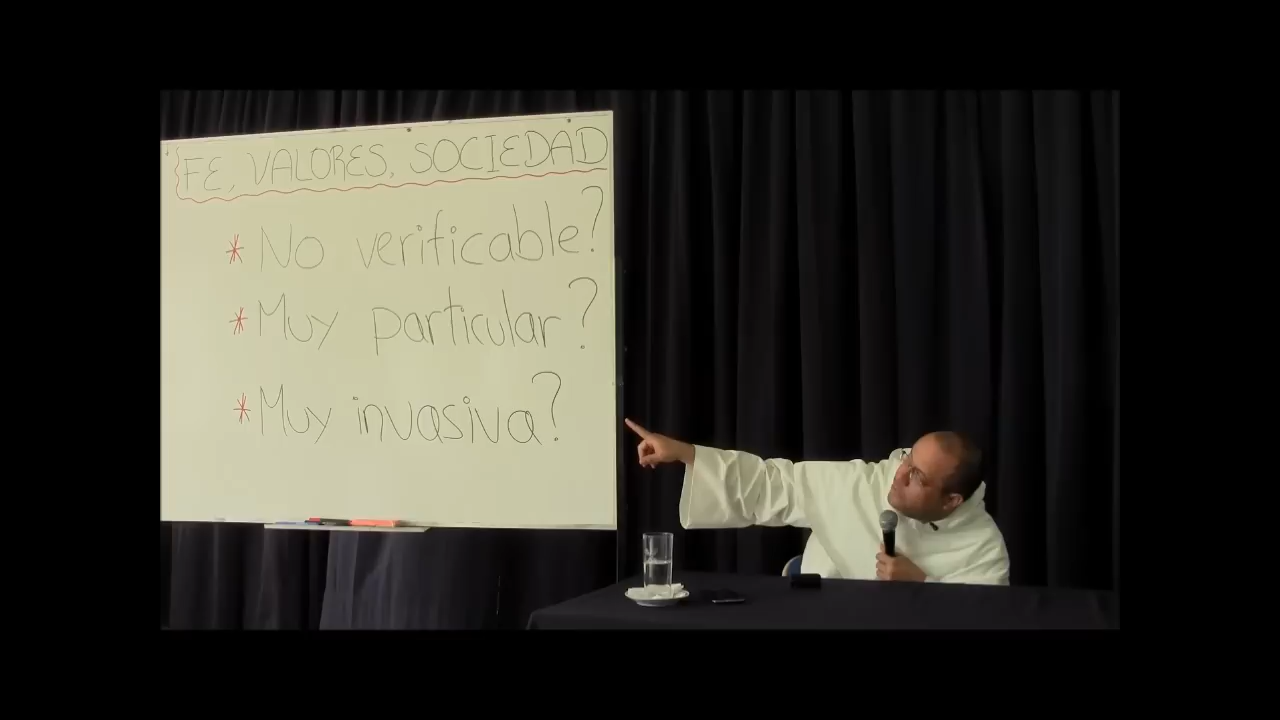 FE, VALORES, SOCIEDAD
* No verificable?
* Muy particular?
* Muy invasiva?